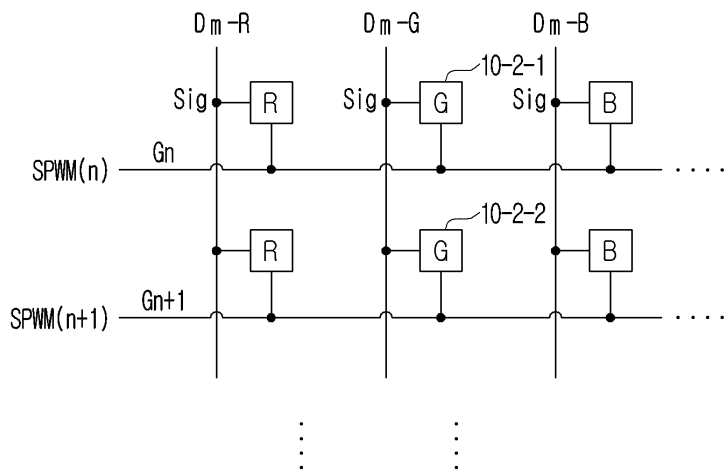 Dm-R Dm-G Dm-B
10-2-1
Sig R Sig G Sig B
Gn
SPWM(n) ....
10-2-2
R G B
Gn+1
SPWM(n+1) ....